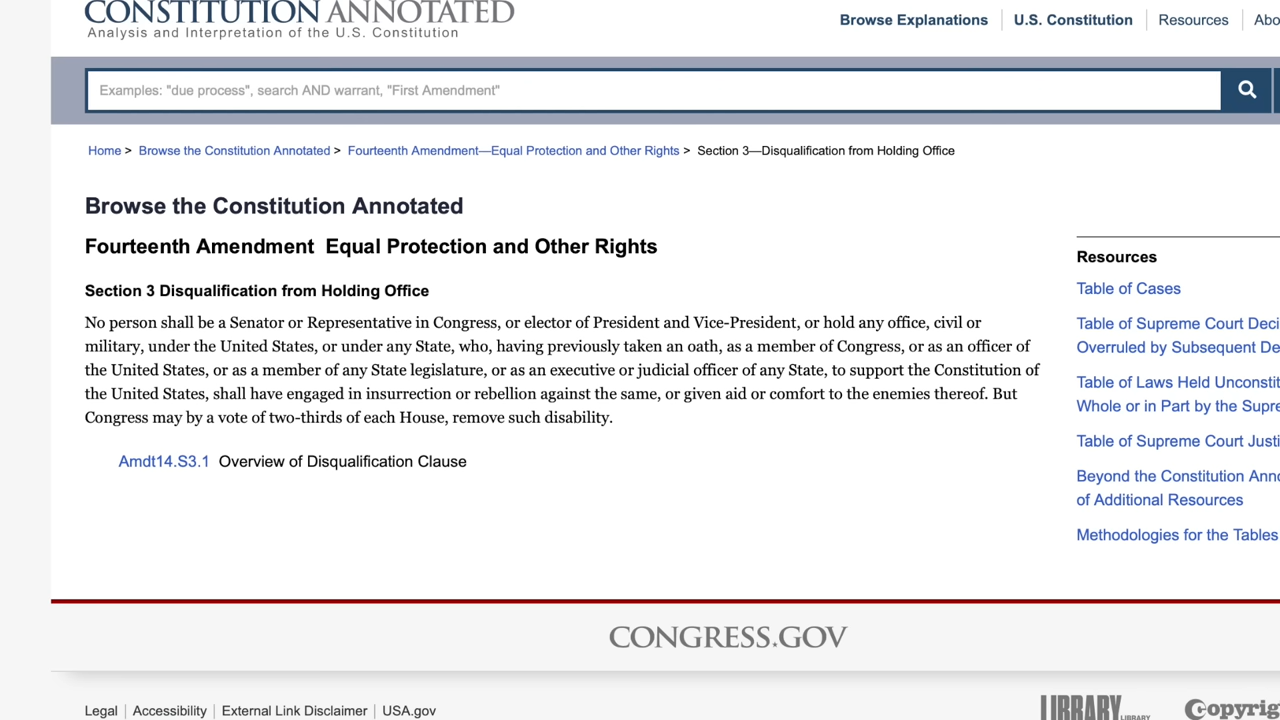 CONSTITUTION ANNOTATED
Analysis and Interpretation of the U.S. Constitution
Browse Explanations
U.S. Constitution
Resources
Examples: "due process", search AND warrant, "First Amendment"
Home > Browse the Constitution Annotated > Fourteenth Amendment—Equal Protection and Other Rights > Section 3—Disqualification from Holding Office
Browse the Constitution Annotated
Fourteenth Amendment Equal Protection and Other Rights
Section 3 Disqualification from Holding Office
No person shall be a Senator or Representative in Congress, or elector of President and Vice-President, or hold any office, civil or
military, under the United States, or under any State, who, having previously taken an oath, as a member of Congress, or as an officer of
the United States, or as a member of any State legislature, or as an executive or judicial officer of any State, to support the Constitution of
the United States, shall have engaged in insurrection or rebellion against the same, or given aid or comfort to the enemies thereof. But
Congress may by a vote of two-thirds of each House, remove such disability.
Amdt14.S3.1 Overview of Disqualification Clause
Resources
Table of Cases
Table of Supreme Court
Overruled by Subsequent
Table of Laws Held
Whole or in Part by the
Table of Supreme Court
Beyond the Constitution
of Additional Resources
Methodologies for the Tables
CONGRESS.GOV
Legal | Accessibility | External Link Disclaimer | USA.gov
LIBRARY
LIBRARY